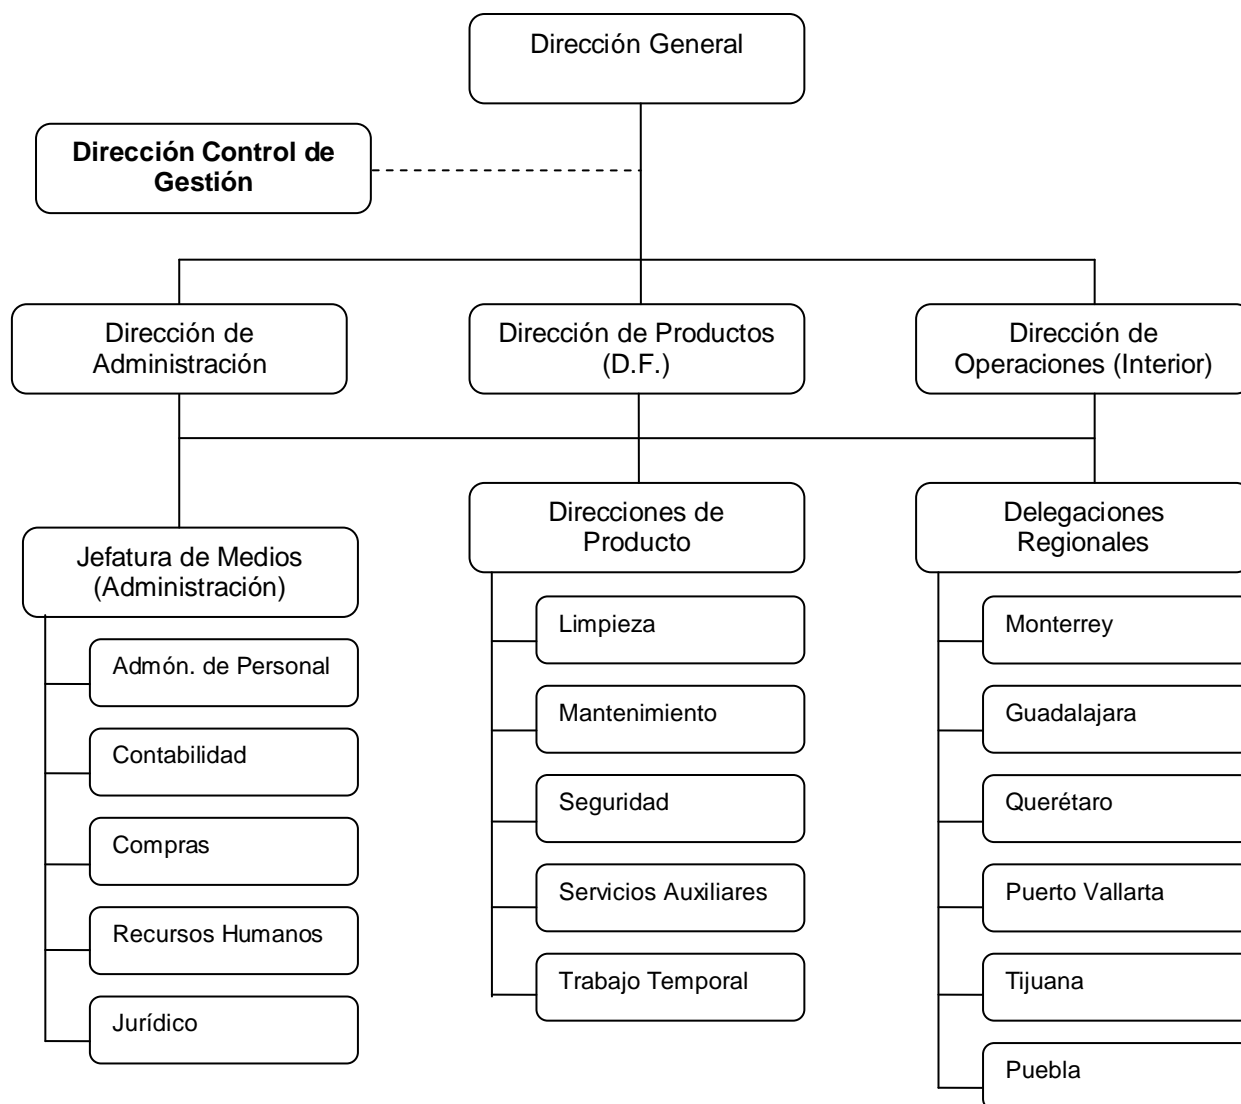 Dirección General
Dirección Control de
Gestión
Dirección de
Administración
Dirección de Productos
(D.F.)
Dirección de
Operaciones (Interior)
Jefatura de Medios
(Administración)
Admón. de Personal
Contabilidad
Compras
Recursos Humanos
Jurídico
Direcciones de
Producto
Limpieza
Mantenimiento
Seguridad
Servicios Auxiliares
Trabajo Temporal
Delegaciones
Regionales
Monterrey
Guadalajara
Querétaro
Puerto Vallarta
Tijuana
Puebla